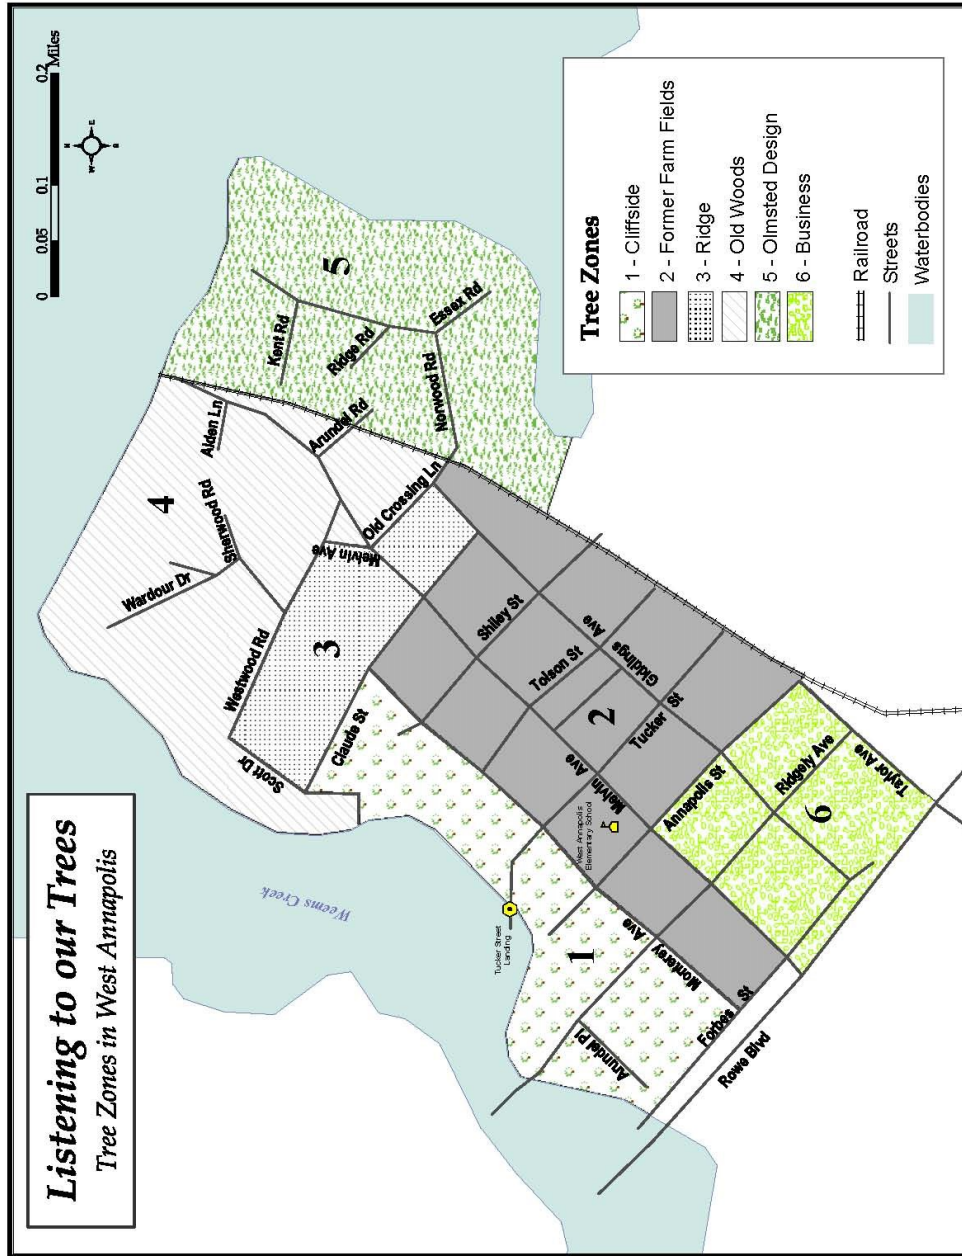 Listening to our Trees
Tree Zones in West Annapolis
0
0.05
0.1
0.2
Miles
N
W
E
S
4
Wardour Dr
Sherwood Rd
Alden Ln
Arundel Rd
Westwood Rd
Melvin Ave
Old Crossing Ln
3
Scott Dr
Claude St
5
Kent Rd
Ridge Rd
Essex Rd
Norwood Rd
Weems Creek
Shiley St
Tolson St
Giddings Ave
2
Tucker St
Melvin Ave
West Annapolis
Elementary School
Annapolis St
Tucker Street
Landing
1
Monterey Ave
Arundel Pl
Forbes St
Rowe Blvd
Ridgely Ave
6
Taylor Ave
Tree Zones
1 - Cliffside
2 - Former Farm Fields
3 - Ridge
4 - Old Woods
5 - Olmsted Design
6 - Business
Railroad
Streets
Waterbodies